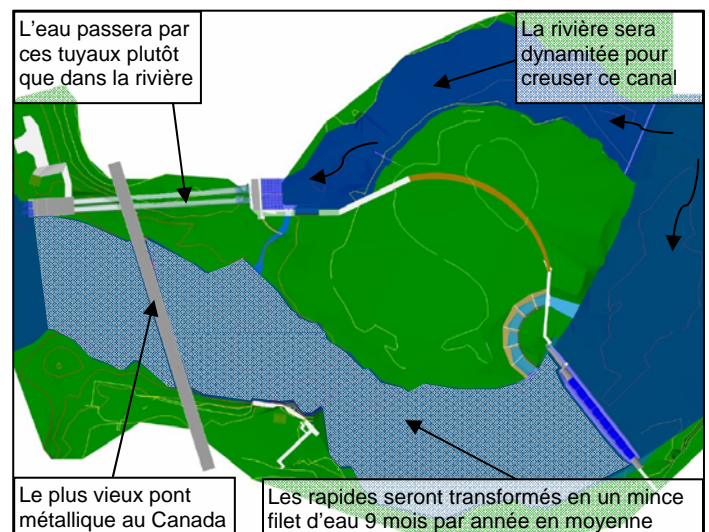 L'eau passera par
ces tuyaux plutôt
que dans la rivière
La rivière sera
dynamitée pour
creuser ce canal
Le plus vieux pont
métallique au Canada
Les rapides seront transformés en un mince
filet d'eau 9 mois par année en moyenne